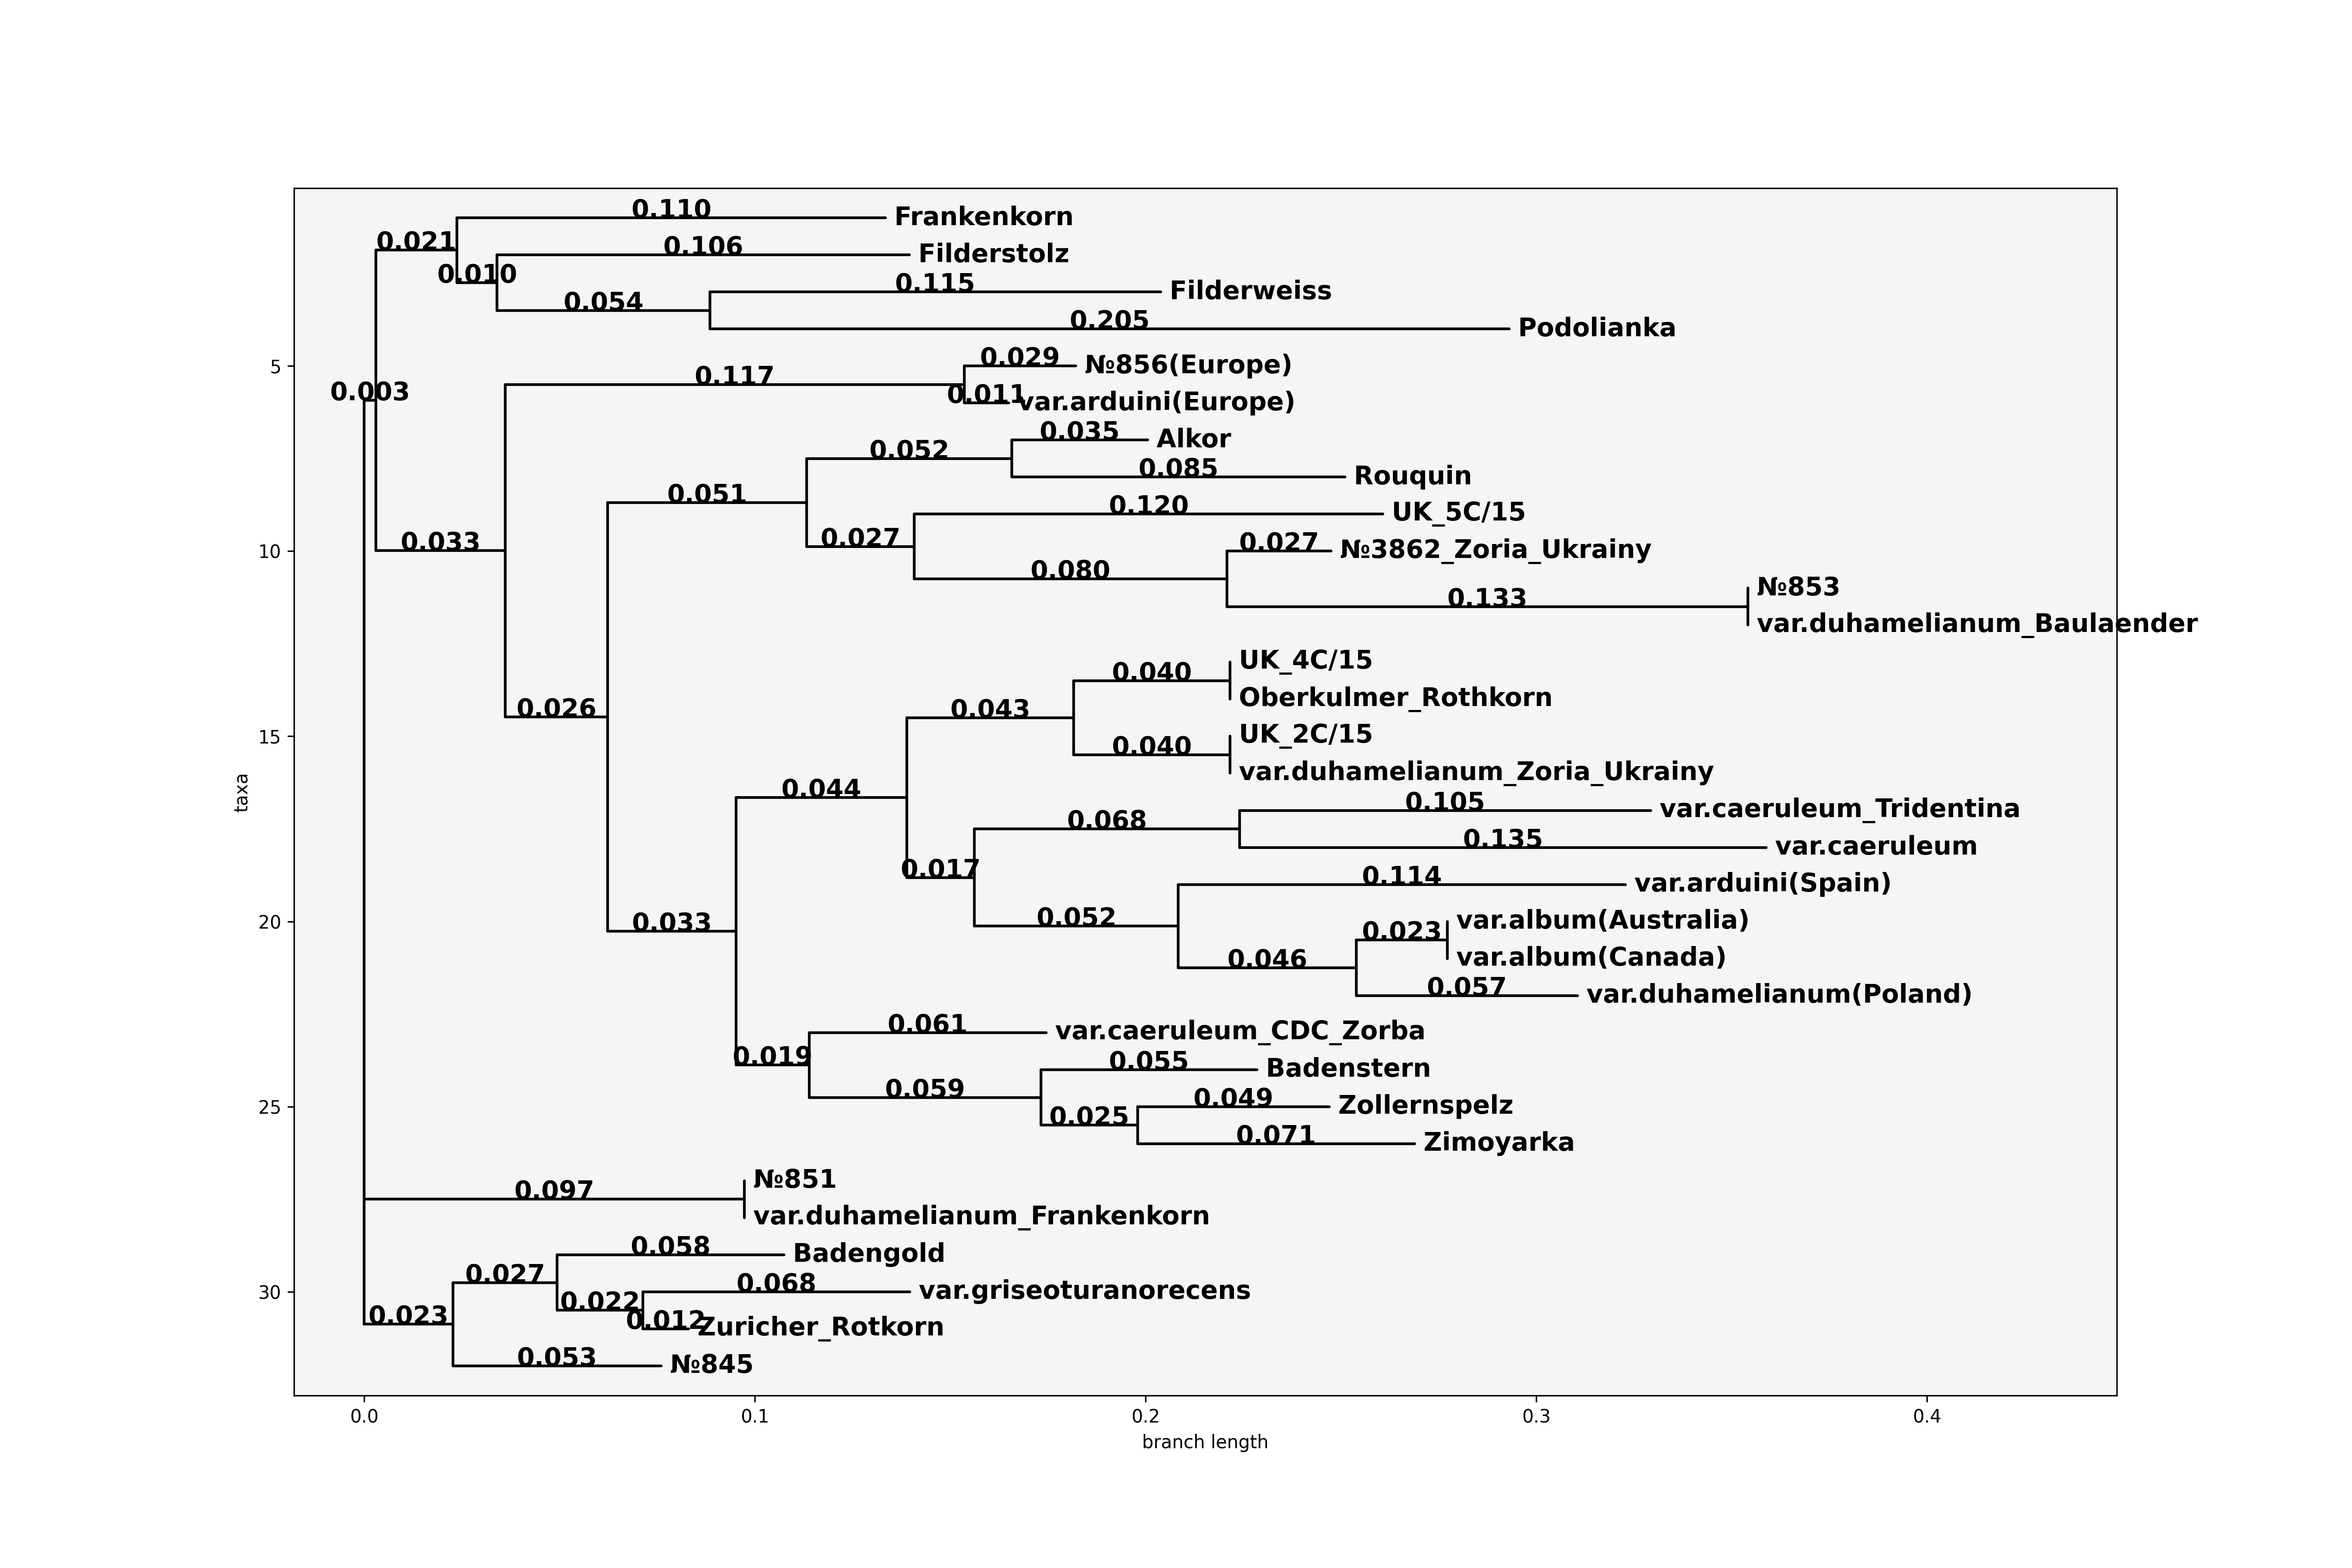 0.110 Frankenkorn
0.021
0.106 Filderstolz
0.010
0.115 Filderweiss
0.054
0.205 Podolianka
0.029 №856(Europe)
5
0.117
0.003
0.011 var.arduini(Europe)
0.035 Alkor
0.052
0.085 Rouquin
0.051
0.120 UK_5C/15
0.027
0.033
10
0.027 №3862_Zoria_Ukrainy
0.080
№853
0.133
var.duhamelianum_Baulaender
UK_4C/15
0.040
Oberkulmer_Rothkorn
0.043
0.026
UK_2C/15
15
0.040
var.duhamelianum_Zoria_Ukrainy
0.044
taxa
0.105 var.caeruleum_Tridentina
0.068
0.135 var.caeruleum
0.017
0.114 var.arduini(Spain)
0.052
var.album(Australia)
20
0.033
0.023
var.album(Canada)
0.046
0.057 var.duhamelianum(Poland)
0.061 var.caeruleum_CDC_Zorba
0.019
0.055 Badenstern
0.059
25
0.049 Zollernspelz
0.025
0.071 Zimoyarka
№851
0.097
var.duhamelianum_Frankenkorn
0.058 Badengold
0.027
30
0.068 var.griseoturanorecens
0.022
0.023
0.012 Zuricher_Rotkorn
0.053 №845
0.0 0.1 0.2 0.3 0.4
branch length